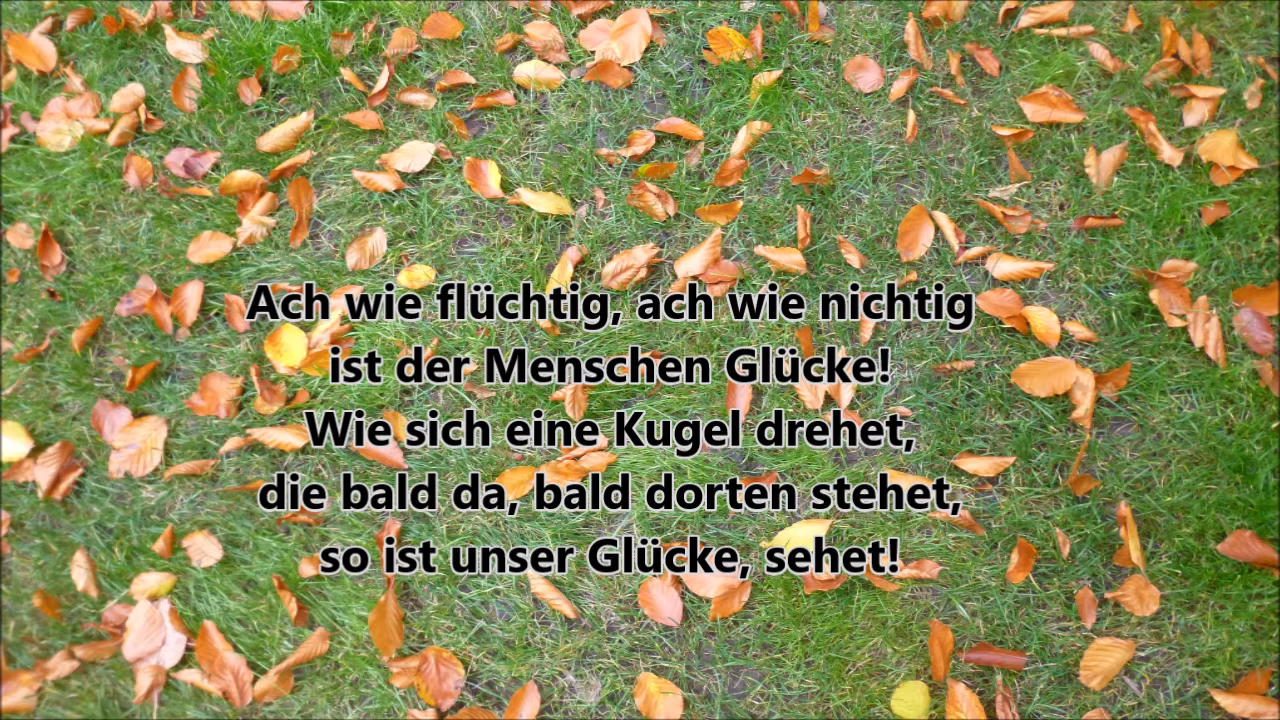 Ach wie flüchtig, ach wie nichtig
ist der Menschen Glücke!
Wie sich eine Kugel drehet,
die bald da, bald dorten stehet,
so ist unser Glücke, sehet!